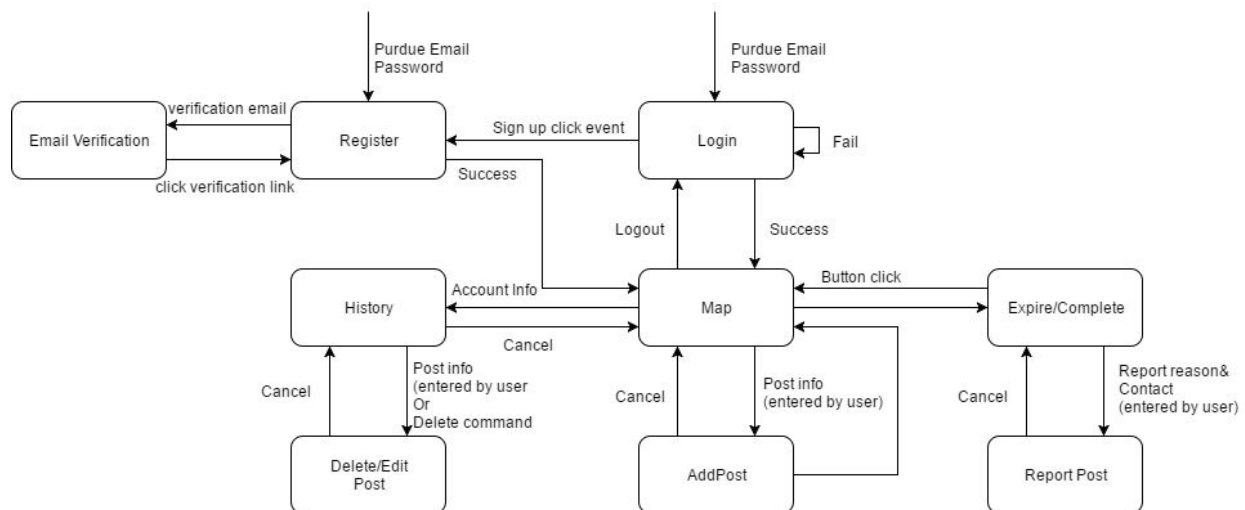 Purdue Email
Password
Purdue Email
Password
Email Verification
verification email
click verification link
Register
Sign up click event
Login
Fail
Success
Logout
Success
History
Account Info
Cancel
Map
Button click
Expire/Complete
Cancel
Post info
(entered by user
Or
Delete command
Cancel
Post info
(entered by user)
Cancel
Report reason&
Contact
(entered by user)
Delete/Edit
Post
AddPost
Report Post